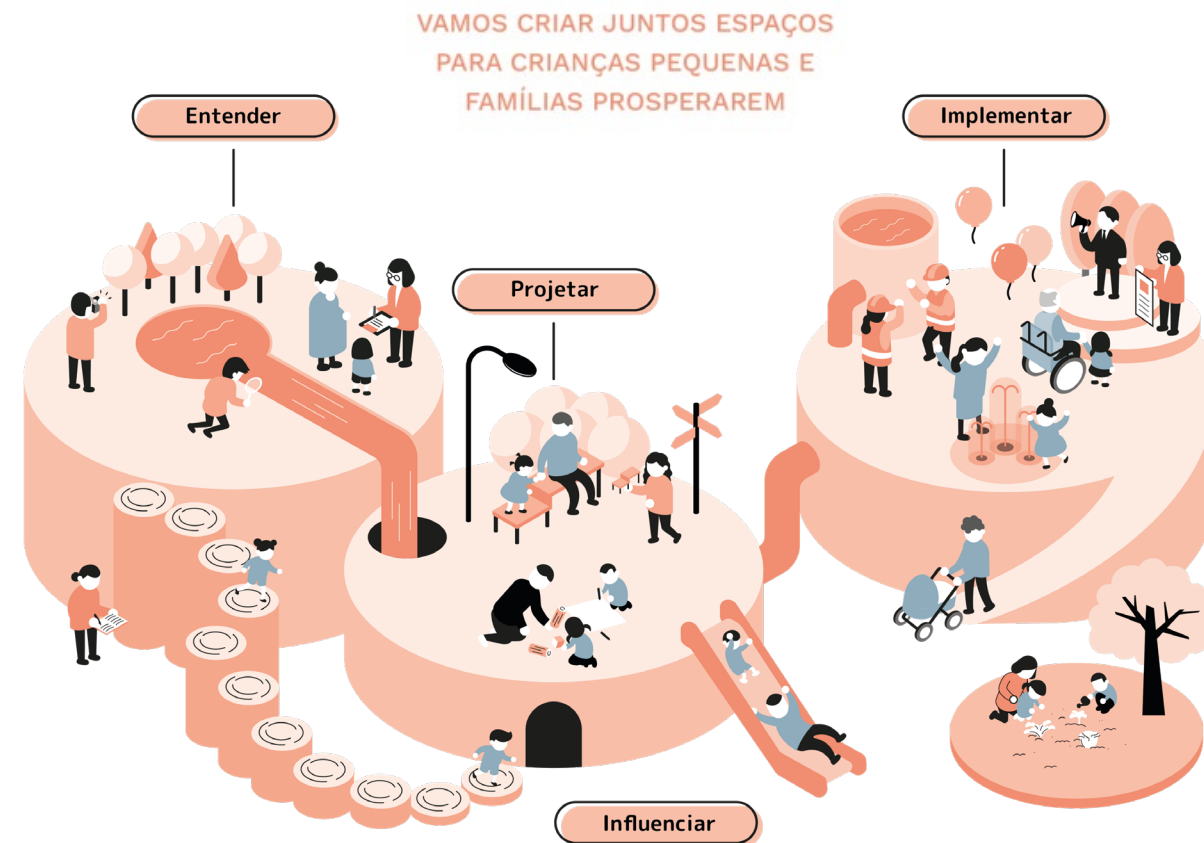 VAMOS CRIAR JUNTOS ESPAÇOS
PARA CRIANÇAS PEQUENAS E
FAMÍLIAS PROSPERAREM
Entender
Implementar
Projetar
Influenciar